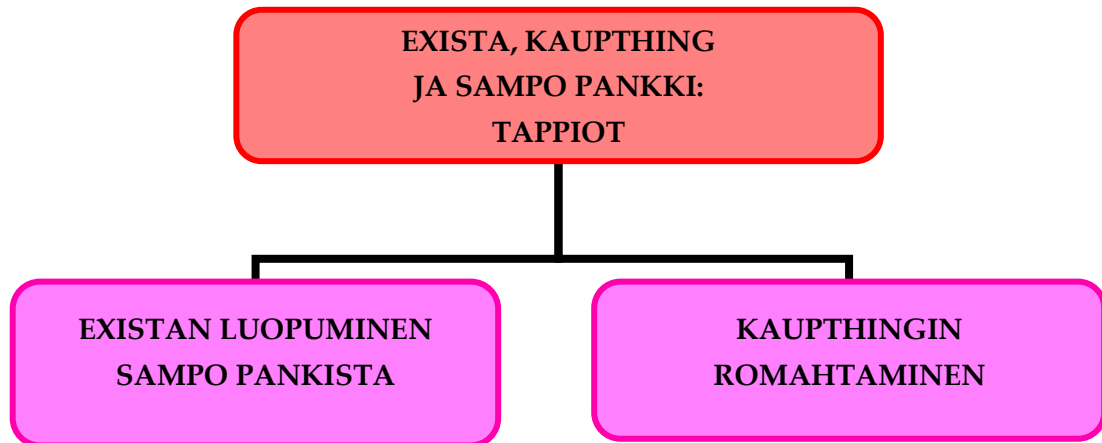 EXISTA, KAUPTHING
JA SAMPO PANKKI:
TAPPIOT
EXISTAN LUOPUMINEN
SAMPO PANKISTA
KAUPTHINGIN
ROMAHTAMINEN